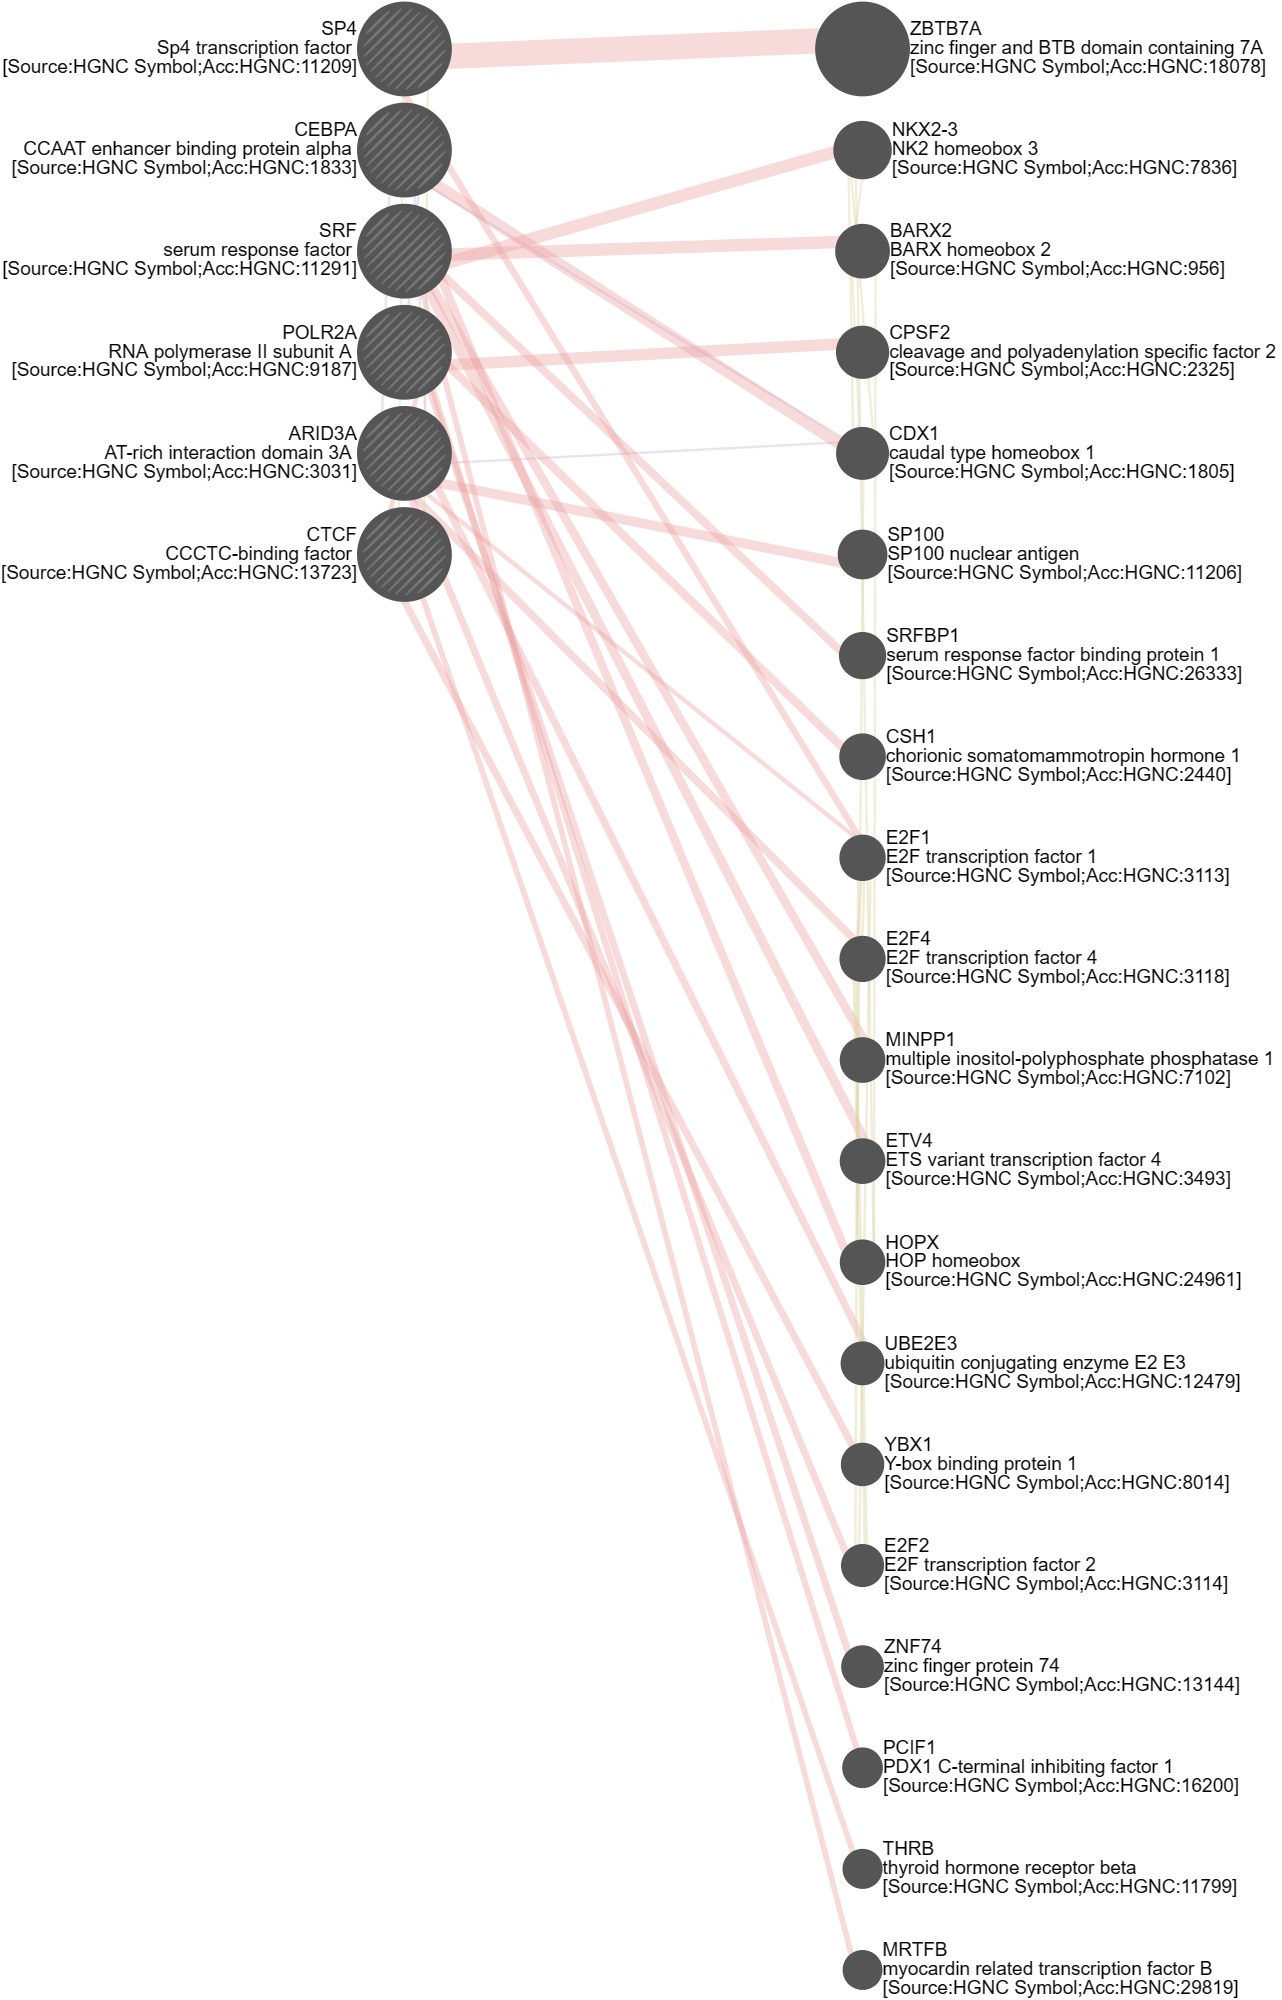 SP4
Sp4 transcription factor
[Source:HGNC Symbol;Acc:HGNC:11209]
CEBPA
CCAAT enhancer binding protein alpha
[Source:HGNC Symbol;Acc:HGNC:1833]
SRF
serum response factor
[Source:HGNC Symbol;Acc:HGNC:11291]
POLR2A
RNA polymerase II subunit A
[Source:HGNC Symbol;Acc:HGNC:9187]
ARID3A
AT-rich interaction domain 3A
[Source:HGNC Symbol;Acc:HGNC:3031]
CTCF
CCCTC-binding factor
[Source:HGNC Symbol;Acc:HGNC:13723]
ZBTB7A
zinc finger and BTB domain containing 7A
[Source:HGNC Symbol;Acc:HGNC:18078]
NKX2-3
NK2 homeobox 3
[Source:HGNC Symbol;Acc:HGNC:7836]
BARX2
BARX homeobox 2
[Source:HGNC Symbol;Acc:HGNC:956]
CPSF2
cleavage and polyadenylation specific factor 2
[Source:HGNC Symbol;Acc:HGNC:2325]
CDX1
caudal type homeobox 1
[Source:HGNC Symbol;Acc:HGNC:1805]
SP100
SP100 nuclear antigen
[Source:HGNC Symbol;Acc:HGNC:11206]
SRFBP1
serum response factor binding protein 1
[Source:HGNC Symbol;Acc:HGNC:26333]
CSH1
chorionic somatomammotropin hormone 1
[Source:HGNC Symbol;Acc:HGNC:2440]
E2F1
E2F transcription factor 1
[Source:HGNC Symbol;Acc:HGNC:3113]
E2F4
E2F transcription factor 4
[Source:HGNC Symbol;Acc:HGNC:3118]
MINPP1
multiple inositol-polyphosphate phosphatase 1
[Source:HGNC Symbol;Acc:HGNC:7102]
ETV4
ETS variant transcription factor 4
[Source:HGNC Symbol;Acc:HGNC:3493]
HOPX
HOP homeobox
[Source:HGNC Symbol;Acc:HGNC:24961]
UBE2E3
ubiquitin conjugating enzyme E2 E3
[Source:HGNC Symbol;Acc:HGNC:12479]
YBX1
Y-box binding protein 1
[Source:HGNC Symbol;Acc:HGNC:8014]
E2F2
E2F transcription factor 2
[Source:HGNC Symbol;Acc:HGNC:3114]
ZNF74
zinc finger protein 74
[Source:HGNC Symbol;Acc:HGNC:13144]
PCIF1
PDX1 C-terminal inhibiting factor 1
[Source:HGNC Symbol;Acc:HGNC:16200]
THRB
thyroid hormone receptor beta
[Source:HGNC Symbol;Acc:HGNC:11799]
MRTFB
myocardin related transcription factor B
[Source:HGNC Symbol;Acc:HGNC:29819]